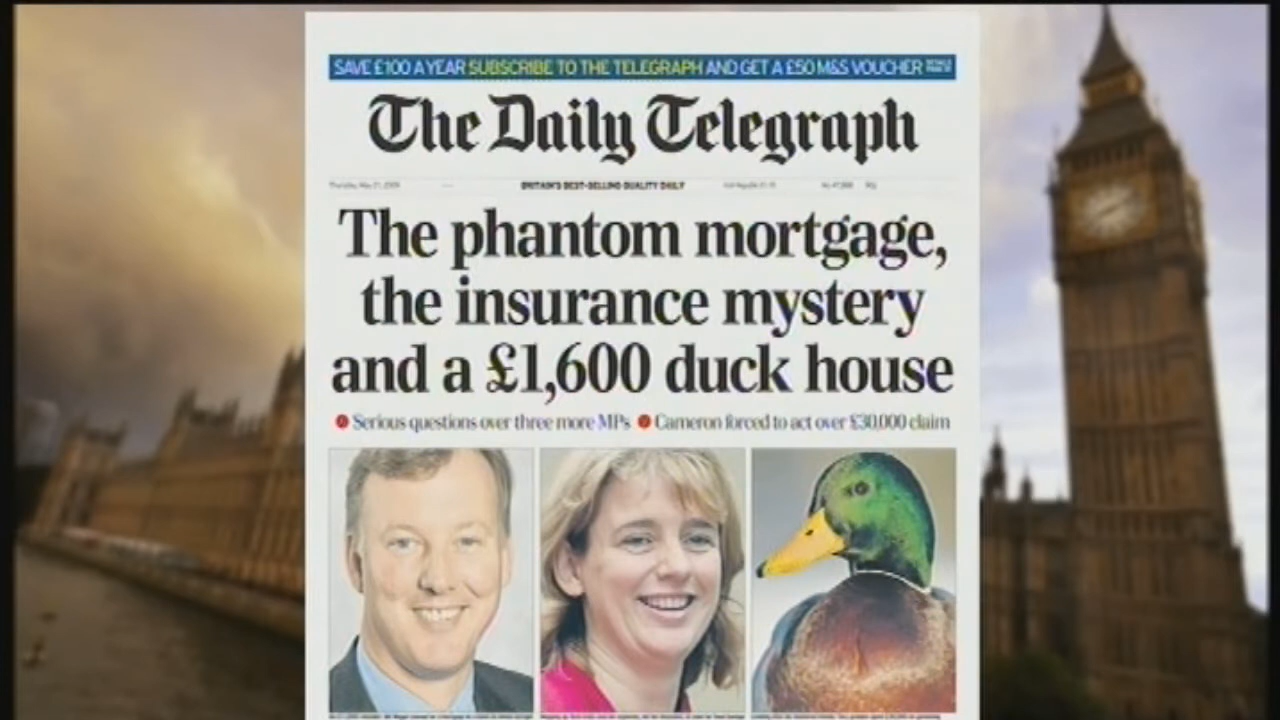 SAVE £100 A YEAR SUBSCRIBE TO THE TELEGRAPH AND GET A £50 M&S VOUCHER
The Daily Telegraph
BRITAIN'S BEST-SELLING QUALITY DAILY
The phantom mortgage,
the insurance mystery
and a £1,600 duck house
Serious questions over three more MPs Cameron forced to act over £30,000 claim